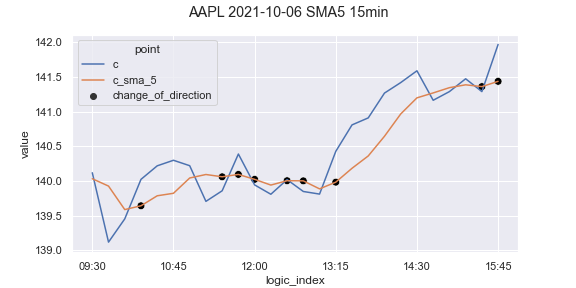 AAPL 2021-10-06 SMA5 15min
point
c
c_sma_5
change_of_direction
value
142.0
141.5
141.0
140.5
140.0
139.5
139.0
09:30 10:45 12:00 13:15 14:30 15:45
logic_index